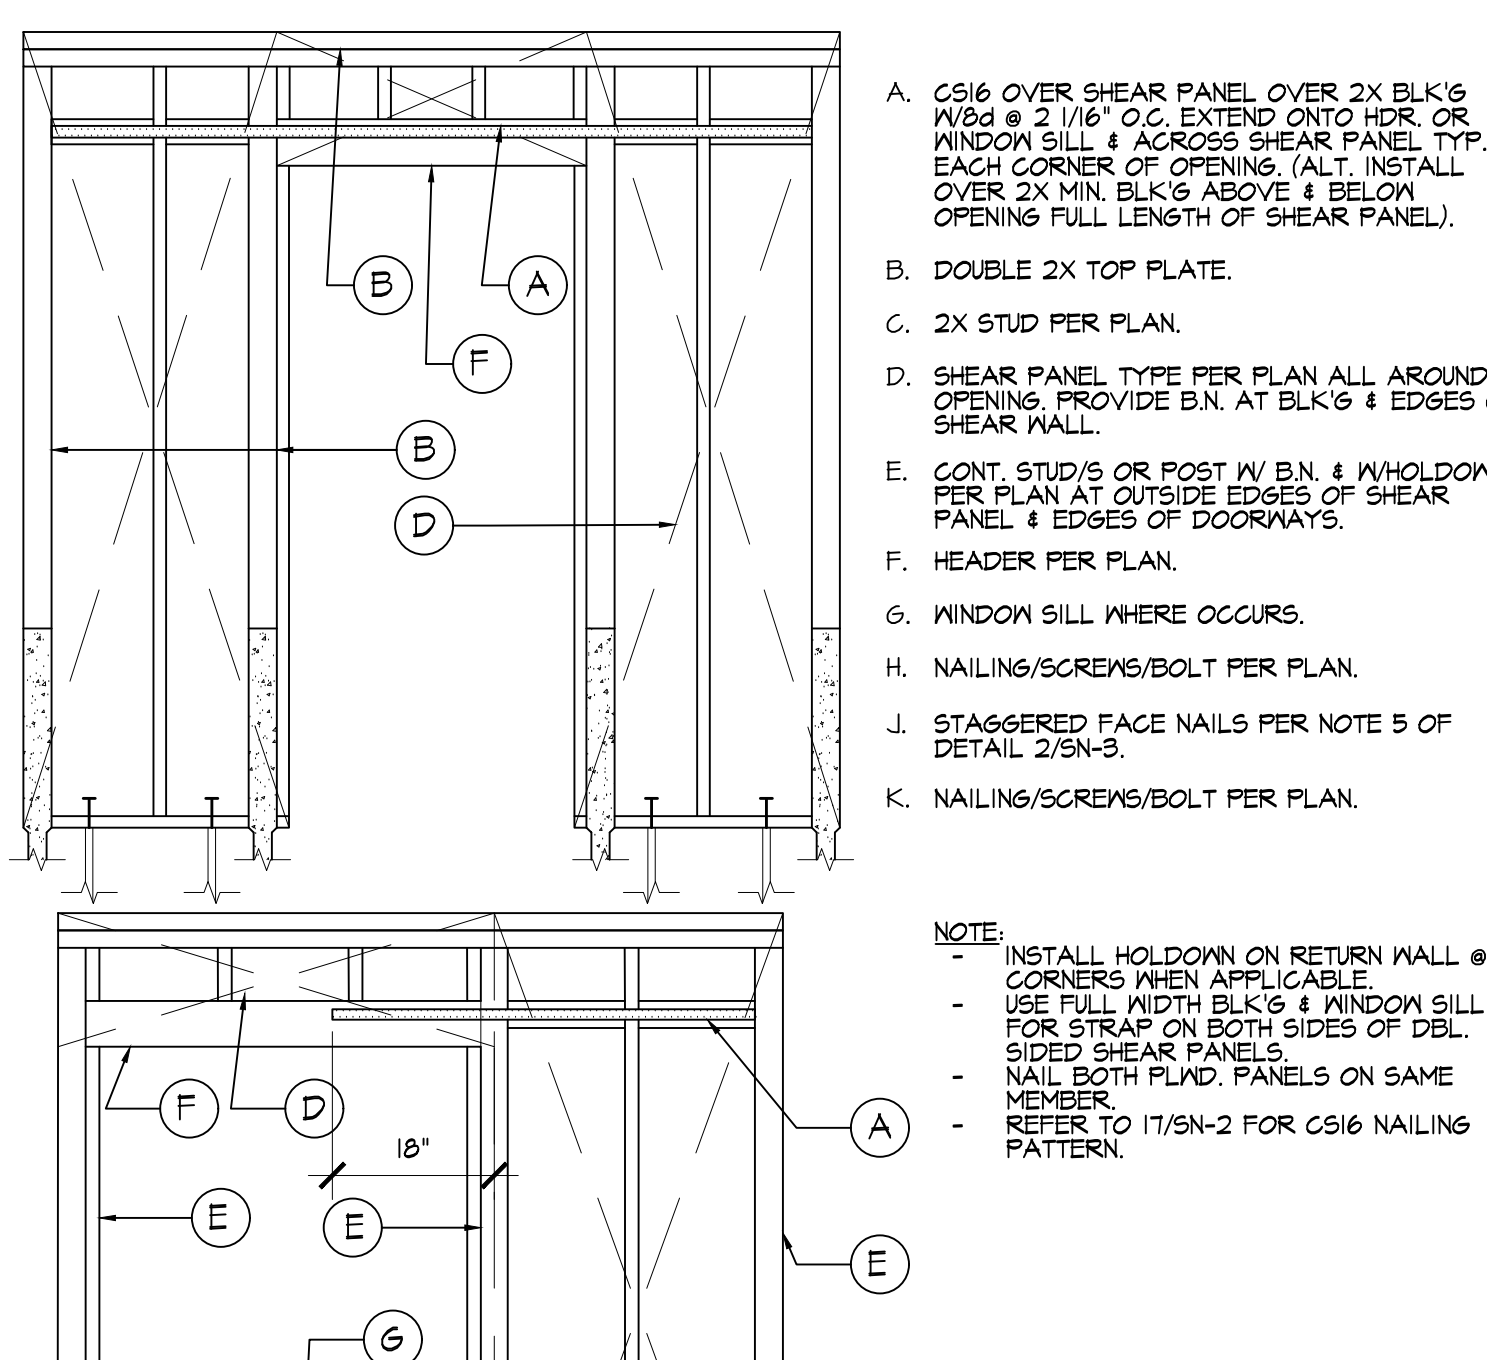 A. CS16 OVER SHEAR PANEL OVER 2X BLK'G
W/8d @ 2 1/16" O.C. EXTEND ONTO HDR. OR
WINDOW SILL & ACROSS SHEAR PANEL TYP.
EACH CORNER OF OPENING. (ALT. INSTALL
OVER 2X MIN. BLK'G ABOVE & BELOW
OPENING FULL LENGTH OF SHEAR PANEL).
B. DOUBLE 2X TOP PLATE.
C. 2X STUD PER PLAN.
D. SHEAR PANEL TYPE PER PLAN ALL AROUND
OPENING. PROVIDE B.N. AT BLK'G & EDGES
SHEAR WALL.
E. CONT. STUD/S OR POST W/ B.N. & W/HOLDOW
PER PLAN AT OUTSIDE EDGES OF SHEAR
PANEL & EDGES OF DOORWAYS.
F. HEADER PER PLAN.
G. WINDOW SILL WHERE OCCURS.
H. NAILING/SCREWS/BOLT PER PLAN.
J. STAGGERED FACE NAILS PER NOTE 5 OF
DETAIL 2/SN-3.
K. NAILING/SCREWS/BOLT PER PLAN.
NOTE:
- INSTALL HOLDOWN ON RETURN WALL @
CORNERS WHEN APPLICABLE.
- USE FULL WIDTH BLK'G & WINDOW SILL
FOR STRAP ON BOTH SIDES OF DBL.
SIDED SHEAR PANELS.
- NAIL BOTH PLWD. PANELS ON SAME
MEMBER.
- REFER TO 17/SN-2 FOR CS16 NAILING
PATTERN.
B
A
F
B
D
F
D
A
18"
E
E
E
G